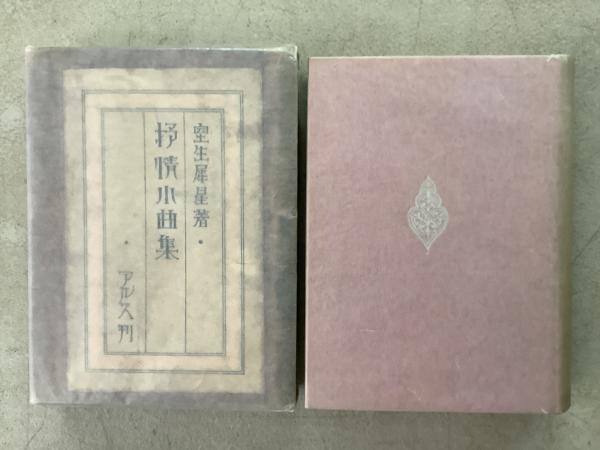 室生犀星著・
抒情小曲集
・アルス刊